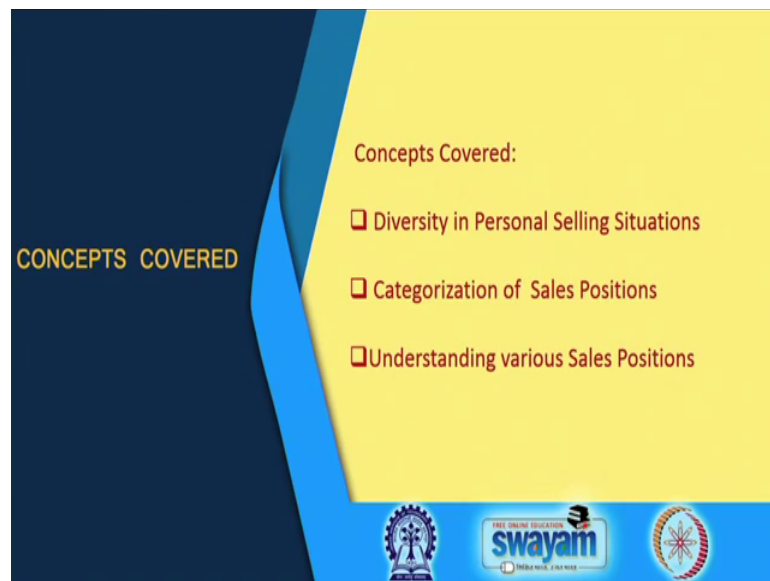 CONCEPTS COVERED
Concepts Covered:
Diversity in Personal Selling Situations
Categorization of Sales Positions
Understanding various Sales Positions
FREE ONLINE EDUCATION
swayam